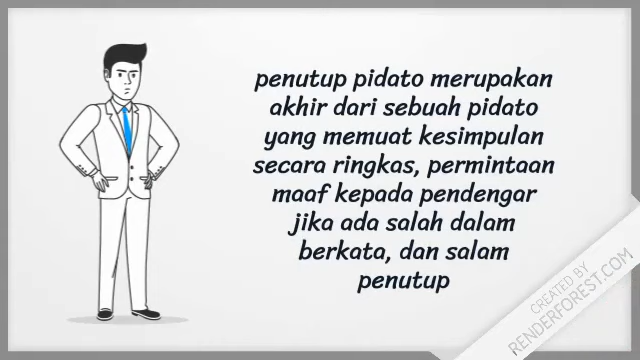 penutup pidato merupakan
akhir dari sebuah pidato
yang memuat kesimpulan
secara ringkas, permintaan
maaf kepada pendengar
jika ada salah dalam
berkata, dan salam
penutup
CREATED BY
RENDERFOREST.COM